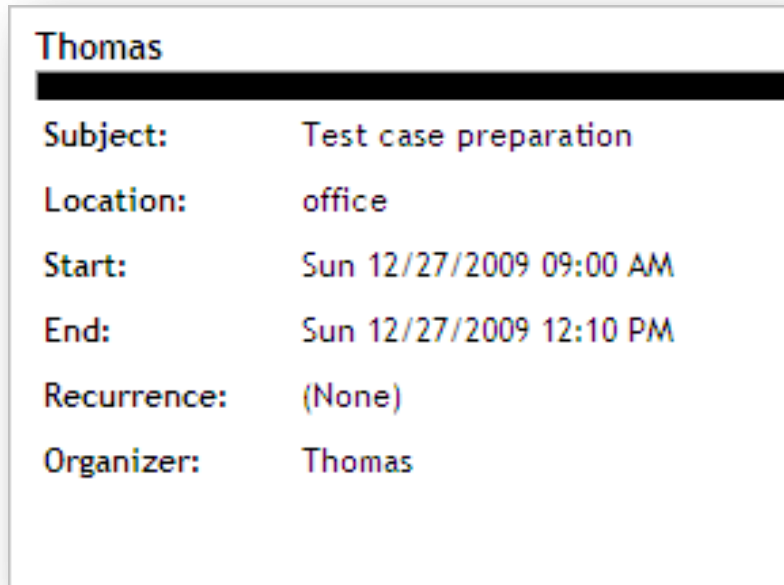 Thomas
Subject: Test case preparation
Location: office
Start: Sun 12/27/2009 09:00 AM
End: Sun 12/27/2009 12:10 PM
Recurrence: (None)
Organizer: Thomas